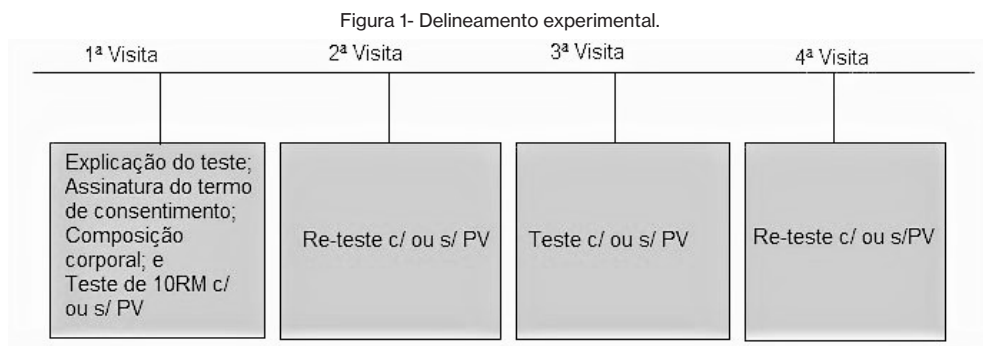 Figura 1- Delineamento experimental.
1ª Visita
2ª Visita
3ª Visita
4ª Visita
Explicação do teste;
Assinatura do termo
de consentimento;
Composição
corporal; e
Teste de 10RM c/
ou s/ PV
Re-teste c/ ou s/ PV
Teste c/ ou s/ PV
Re-teste c/ ou s/PV